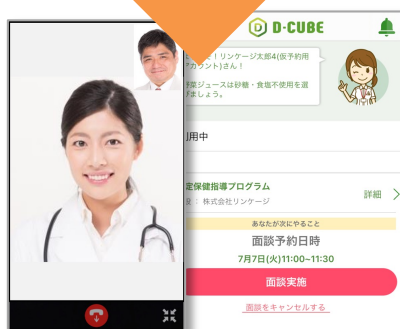 D·CUBE
！リンケージ太郎4(仮予約用
カウント)さん！
菜ジュースは砂糖・食塩不使用を選
ましょう。
用中
定保健指導プログラム
： 株式会社リンケージ
詳細
あなたが次にやること
面談予約日時
7月7日(火)11:00~11:30
面談実施
面談をキャンセルする